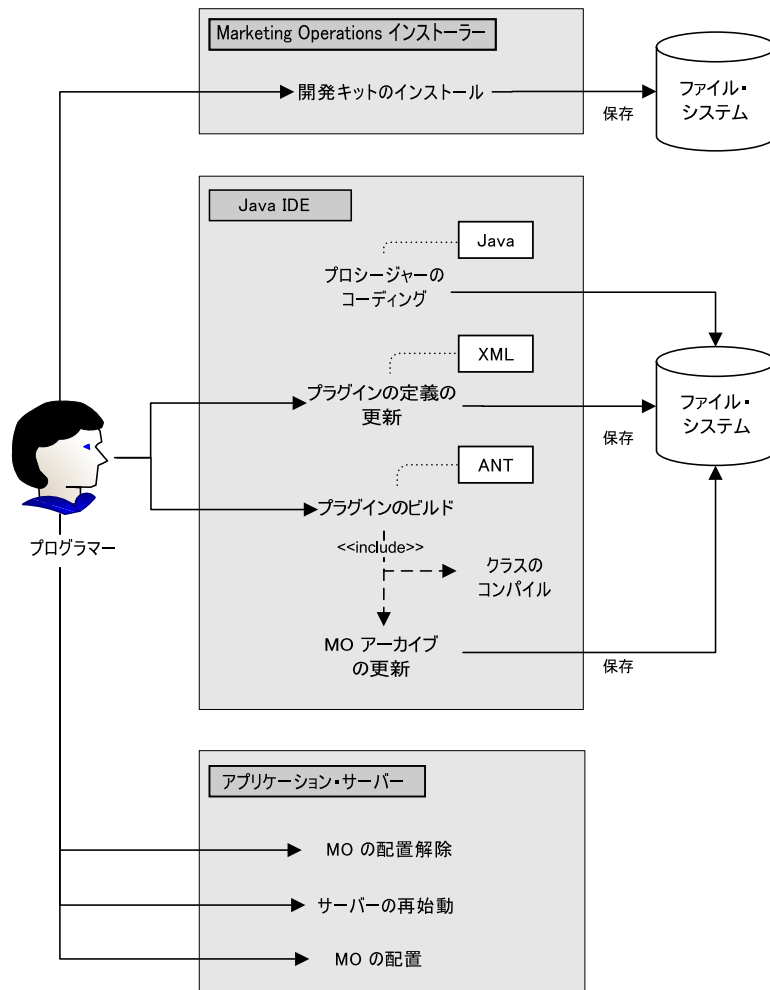 Marketing Operations インストーラー
開発キットのインストール
保存
ファイル・
システム
Java IDE
Java
プロシージャーの
コーディング
XML
プラグインの定義の
更新
保存
ファイル・
システム
ANT
プラグインのビルド
<<include>>
クラスの
コンパイル
MO アーカイブ
の更新
保存
プログラマー
アプリケーション・サーバー
MO の配置解除
サーバーの再始動
MO の配置